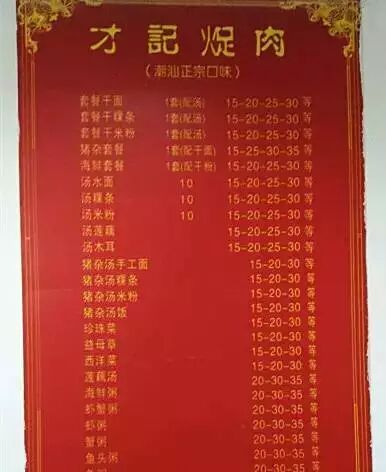 才記焜肉
（潮汕正宗口味）
套餐干面 1套(配汤) 15-20-25-30 等
套餐干粿条 1套(配汤) 15-20-25-30 等
套餐干米粉 1套(配汤) 15-20-25-30 等
猪杂套餐 1套(配干面) 15-25-30-35 等
海鲜套餐 1套(配干粉) 15-20-25-30 等
汤水面 10 15-20-25-30 等
汤粿条 10 15-20-25-30 等
汤米粉 10 15-20-25-30 等
汤莲藕 15-20-25-30 等
汤木耳 15-20-25-30 等
猪杂汤手工面 15-20-30 等
猪杂汤粿条 15-20-30 等
猪杂汤米粉 15-20-30 等
猪杂汤饭 15-20-30 等
珍珠菜 15-20-30 等
益母草 15-20-30 等
西洋菜 15-20-30 等
莲藕汤 20-30-35 等
海鲜粥 20-30-35 等
虾蟹粥 20-30-35 等
虾粥 20-30-35 等
蟹粥 20-30-35 等
鱼头粥 20-30-35 等